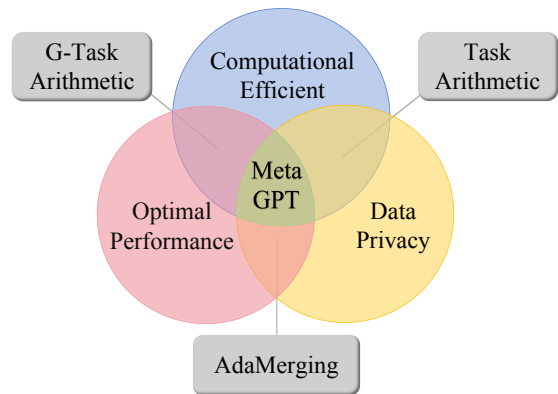 G-Task
Arithmetic
Computational
Efficient
Task
Arithmetic
Meta
GPT
Optimal
Performance
Data
Privacy
AdaMerging